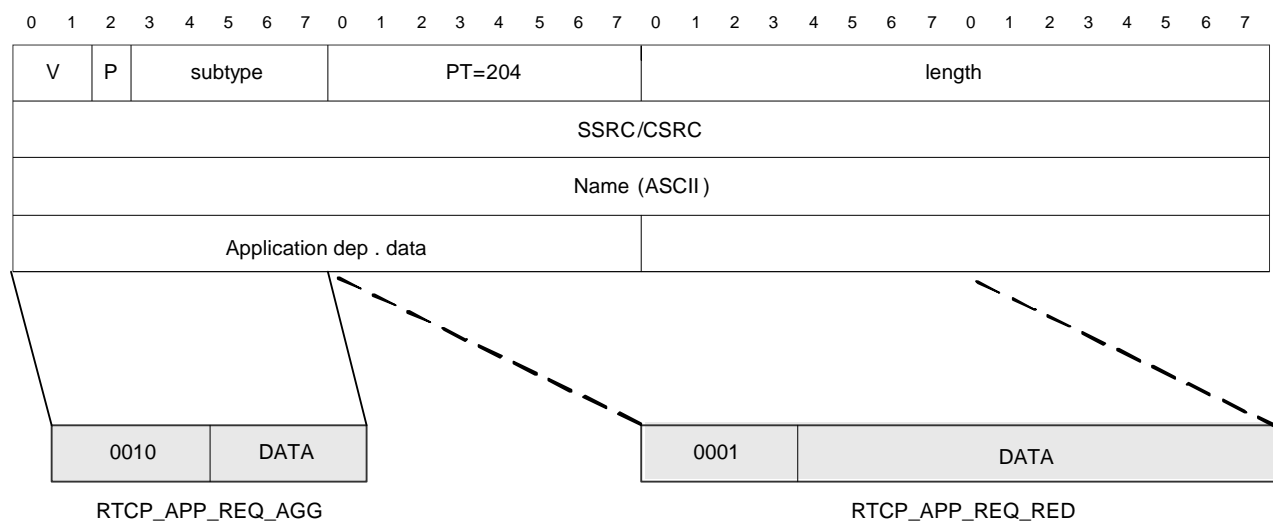 0 1 2 3 4 5 6 7 0 1 2 3 4 5 6 7 0 1 2 3 4 5 6 7 0 1 2 3 4 5 6 7
V P subtype PT=204 length
SSRC/CSRC
Name (ASCII)
Application dep . data
0010 DATA 0001 DATA
RTCP_APP_REQ_AGG RTCP_APP_REQ_RED